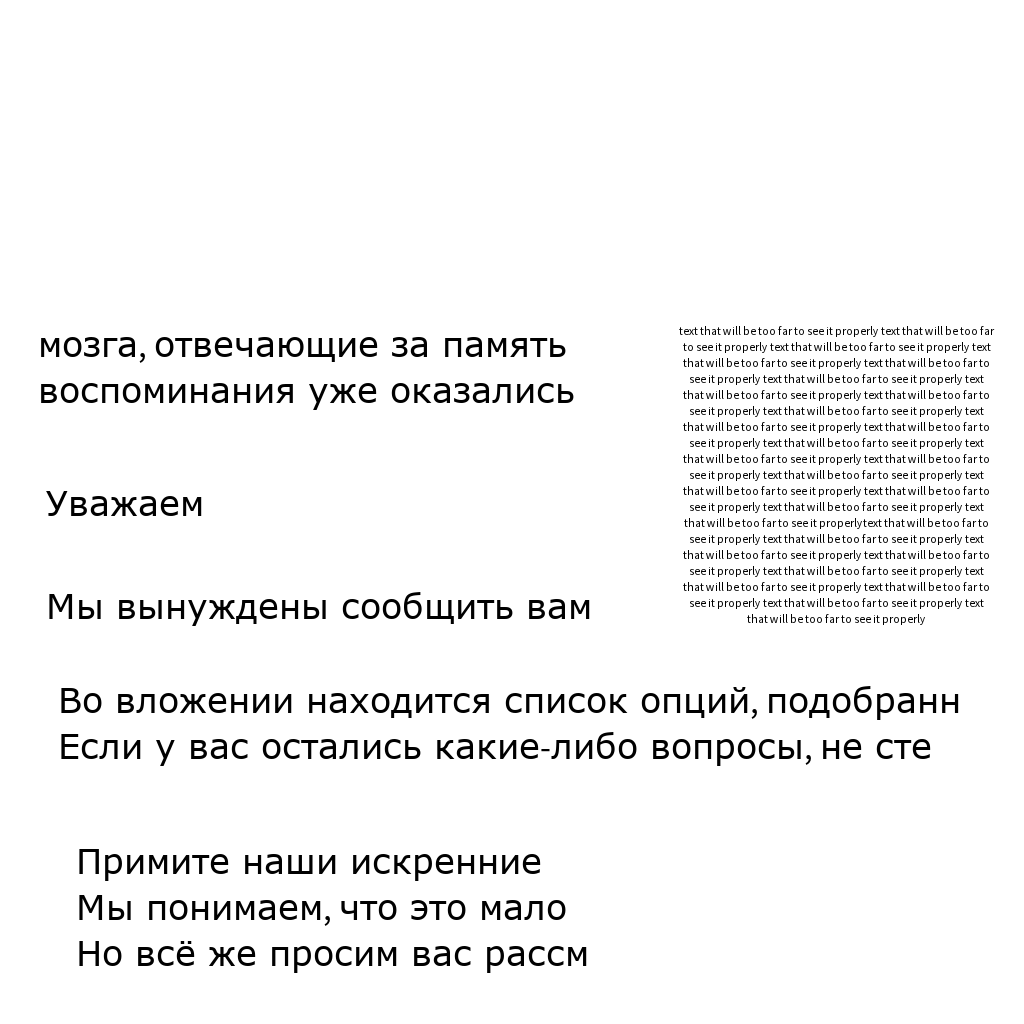 мозга, отвечающие за память
воспоминания уже оказались
Уважаем
Мы вынуждены сообщить вам
Во вложении находится список опций, подобранн
Если у вас остались какие-либо вопросы, не сте
Примите наши искренние
Мы понимаем, что это мало
Но всё же просим вас рассм
text that will be too far to see it properly text that will be too far
to see it properly text that will be too far to see it properly text
that will be too far to see it properly text that will be too far to
see it properly text that will be too far to see it properly text
that will be too far to see it properly text that will be too far to
see it properly text that will be too far to see it properly text
that will be too far to see it properly text that will be too far to
see it properly text that will be too far to see it properly text
that will be too far to see it properly text that will be too far to
see it properly text that will be too far to see it properly text
that will be too far to see it properly text that will be too far to
see it properly text that will be too far to see it properly text
that will be too far to see it properlytext that will be too far to
see it properly text that will be too far to see it properly text
that will be too far to see it properly text that will be too far to
see it properly text that will be too far to see it properly text
that will be too far to see it properly text that will be too far to
see it properly text that will be too far to see it properly text
that will be too far to see it properly